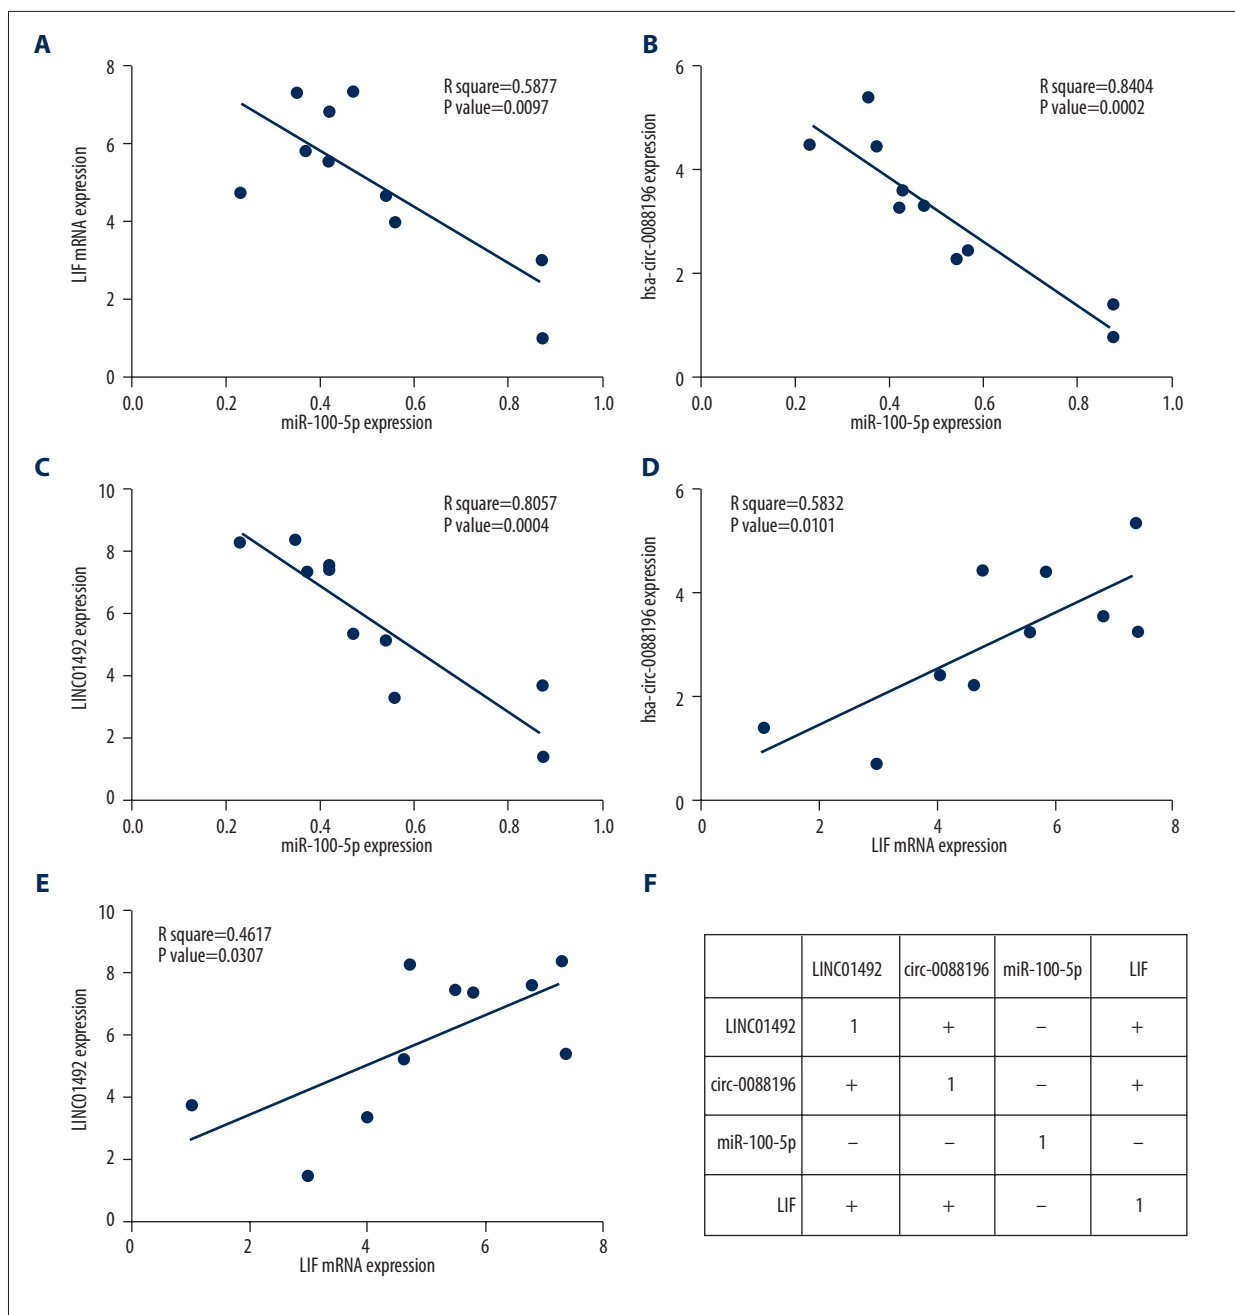 A
8
6
4
2
0
LIF mRNA expression
R square=0.5877
P value=0.0097
0.0 0.2 0.4 0.6 0.8 1.0
miR-100-5p expression
B
6
4
2
0
hsa-circ-0088196 expression
R square=0.8404
P value=0.0002
0.0 0.2 0.4 0.6 0.8 1.0
miR-100-5p expression
C
10
8
6
4
2
0
LINC01492 expression
R square=0.8057
P value=0.0004
0.0 0.2 0.4 0.6 0.8 1.0
miR-100-5p expression
D
6
4
2
0
hsa-circ-0088196 expression
R square=0.5832
P value=0.0101
0 2 4 6 8
LIF mRNA expression
E
10
8
6
4
2
0
LINC01492 expression
R square=0.4617
P value=0.0307
0 2 4 6 8
LIF mRNA expression
F
LINC01492 circ-0088196 miR-100-5p LIF
LINC01492 1 + – +
circ-0088196 + 1 – +
miR-100-5p – – 1 –
LIF + + – 1